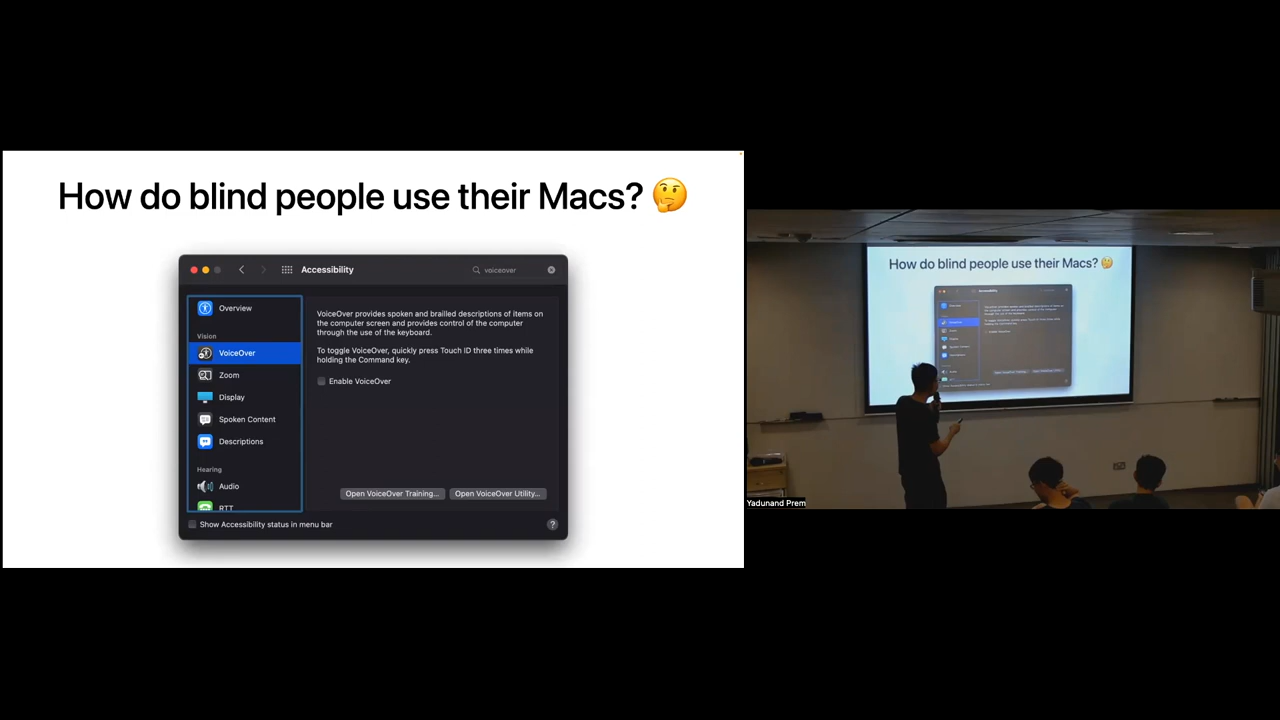 How do blind people use their Macs? 🤔
Accessibility
voiceover
Overview
Vision
VoiceOver
Zoom
Display
Spoken Content
Descriptions
Hearing
Audio
RTT
VoiceOver provides spoken and brailled descriptions of items on
the computer screen and provides control of the computer
through the use of the keyboard.
To toggle VoiceOver, quickly press Touch ID three times while
holding the Command key.
Enable VoiceOver
Open VoiceOver Training...
Open VoiceOver Utility...
Show Accessibility status in menu bar
?
How do blind people use their Macs? 🤔
Accessibility
Yadunand Prem